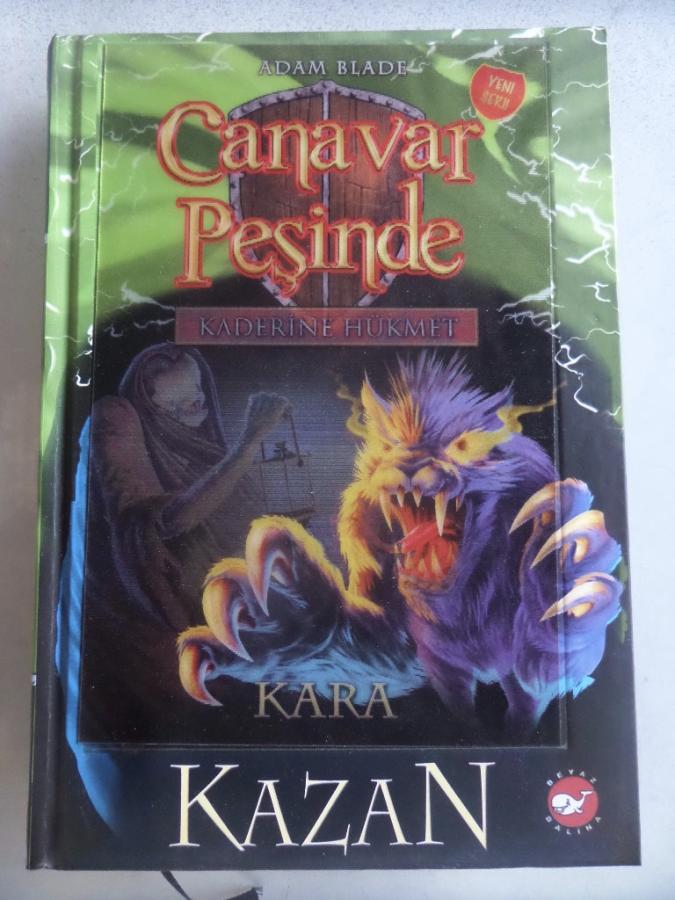 ADAM BLADE
YENİ
SERİ!
Canavar
Peşinde
KADERİNE HÜKMET
KARA
KAZAN
BEYAZ
BALİNA